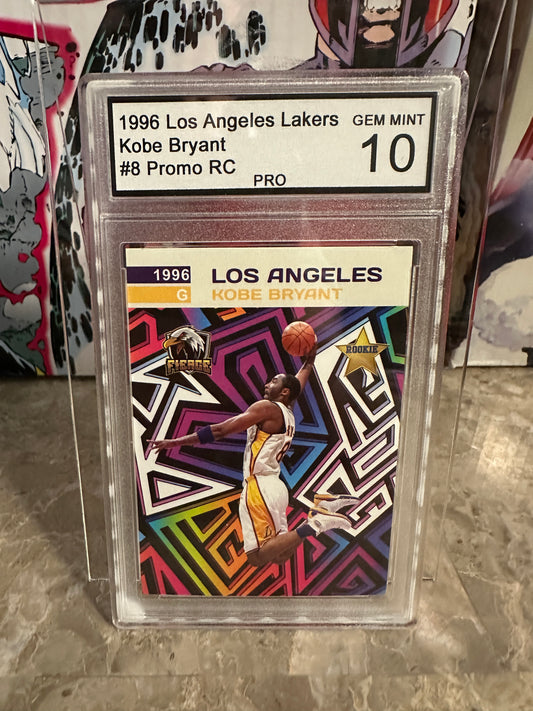 1996 Los Angeles Lakers GEM MINT
Kobe Bryant 10
#8 Promo RC
PRO
1996 LOS ANGELES
G KOBE BRYANT
FIERCE
ROOKIE